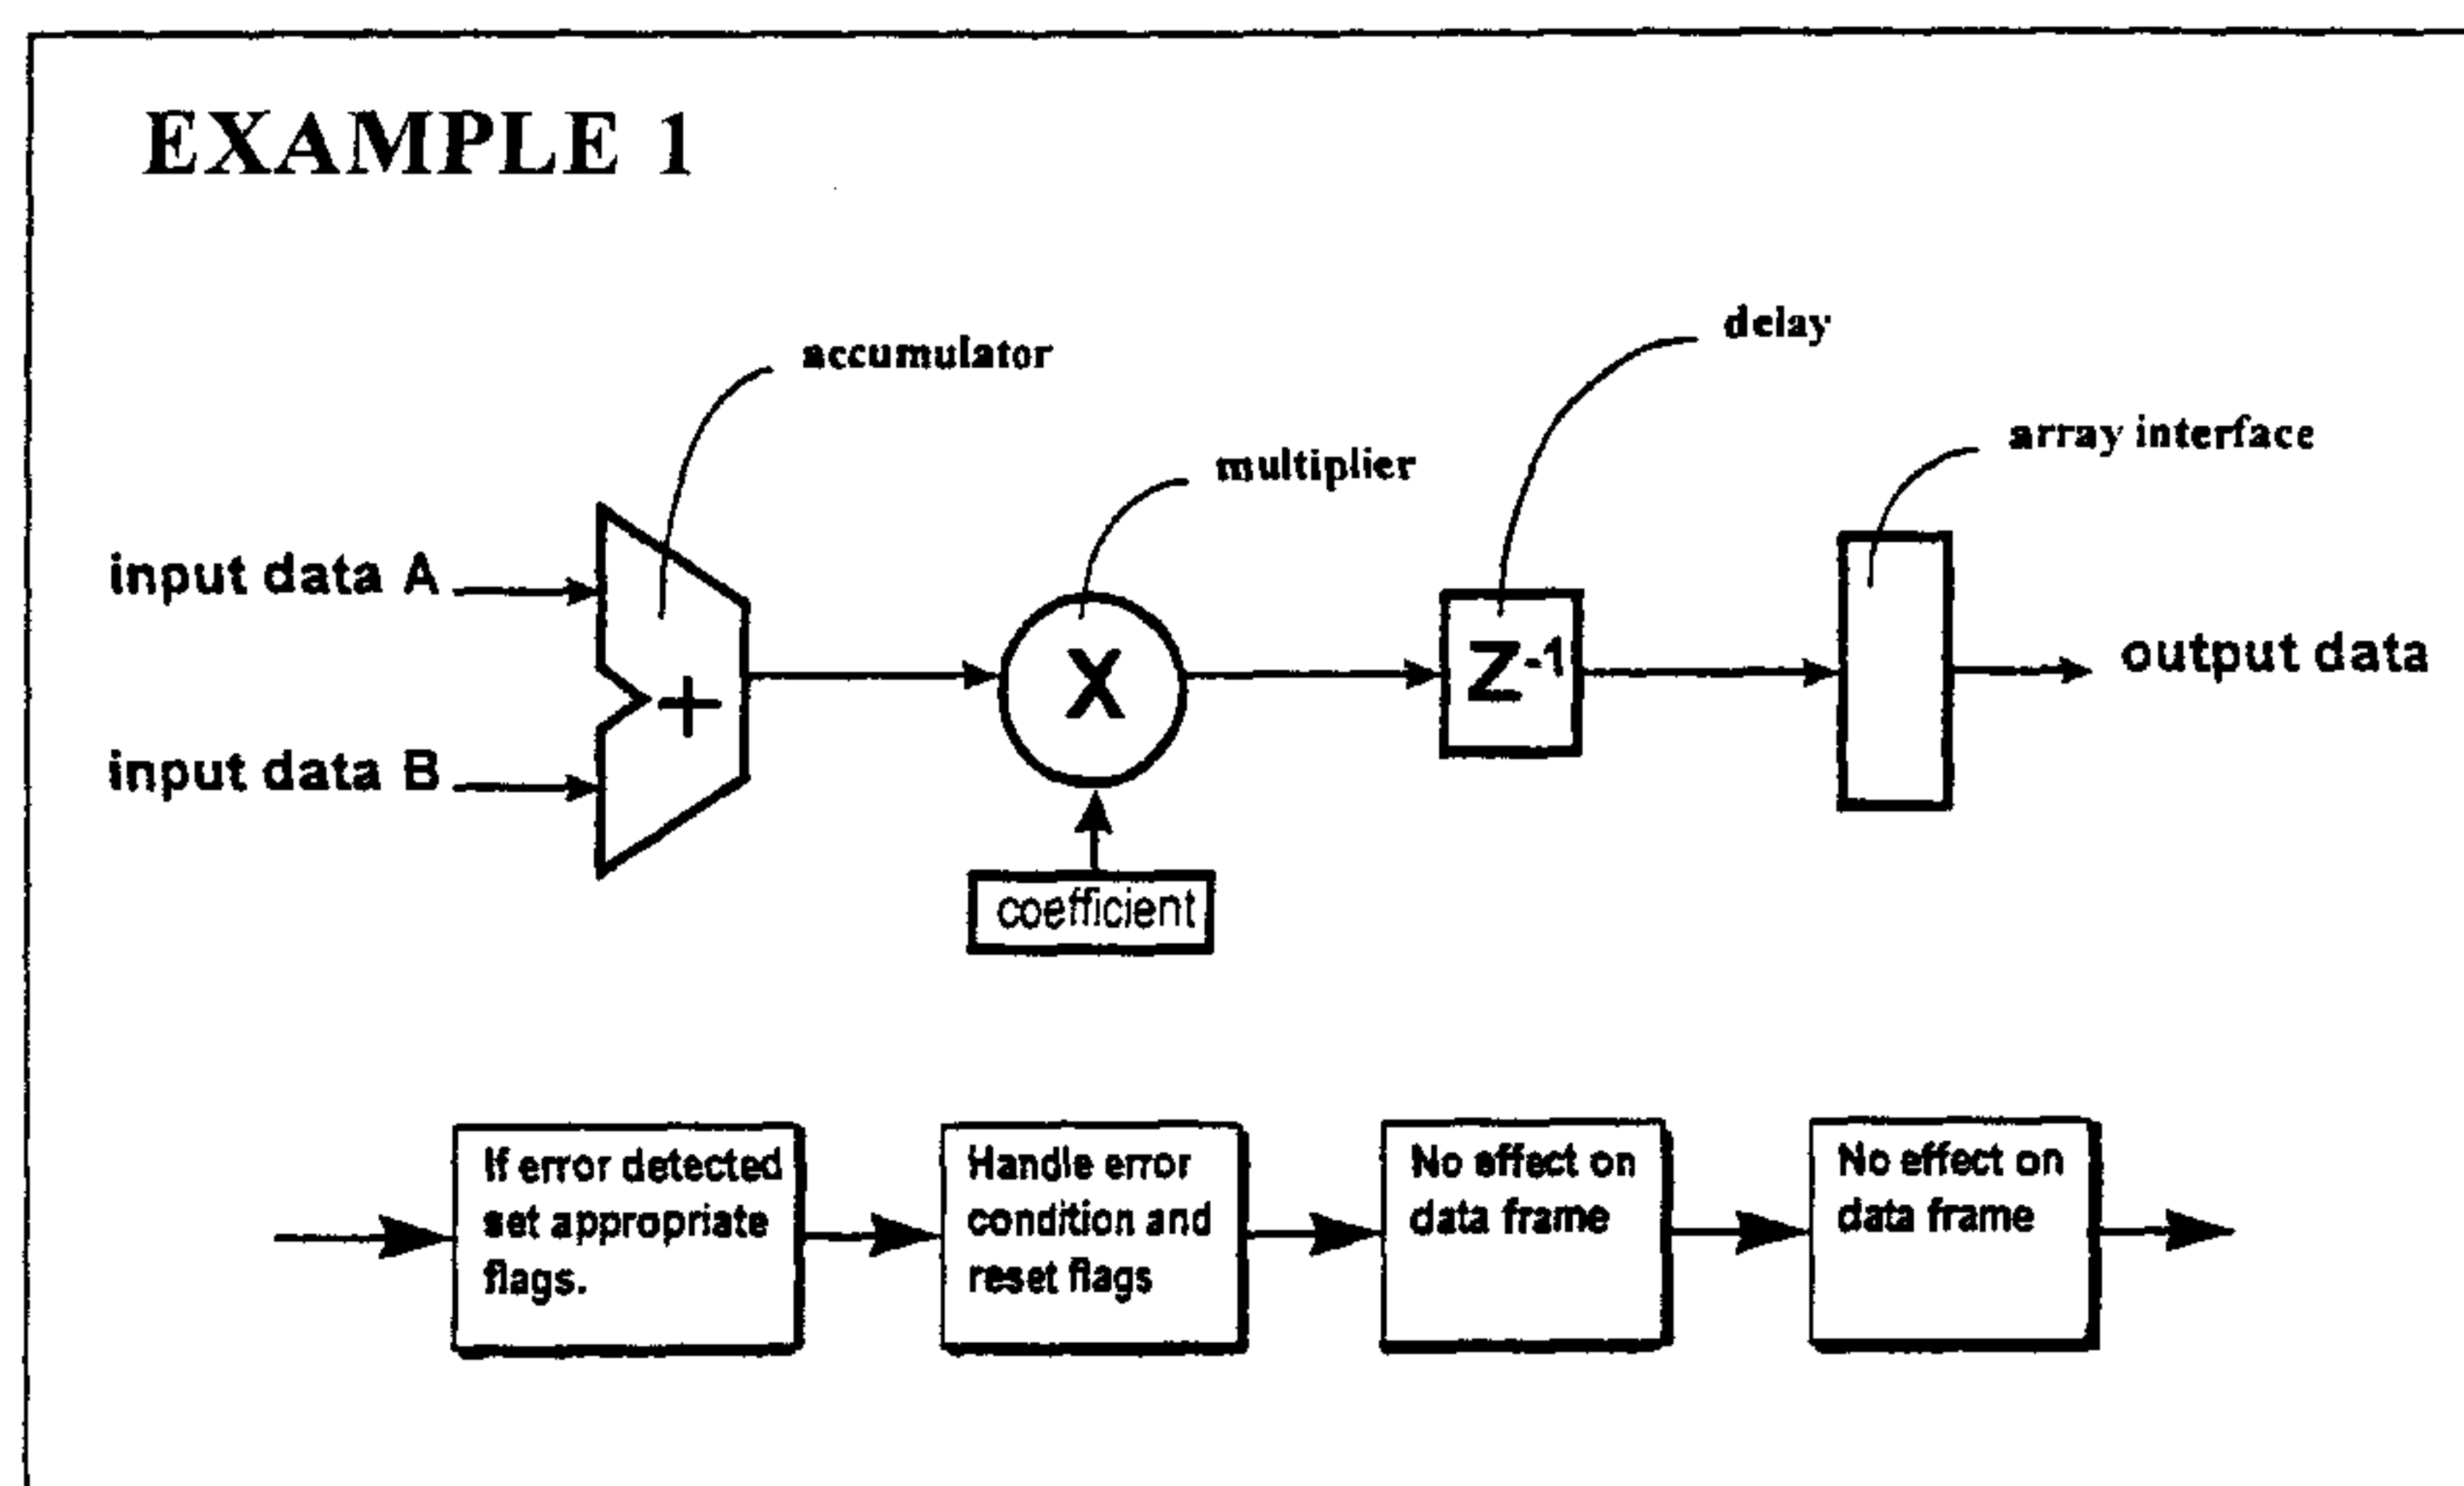 EXAMPLE 1
delay
accumulator
array interface
multiplier
input data A
+
X
Z-1
output data
input data B
coefficient
If error detected
set appropriate
flags.
Handle error
condition and
reset flags
No effect on
data frame
No effect on
data frame